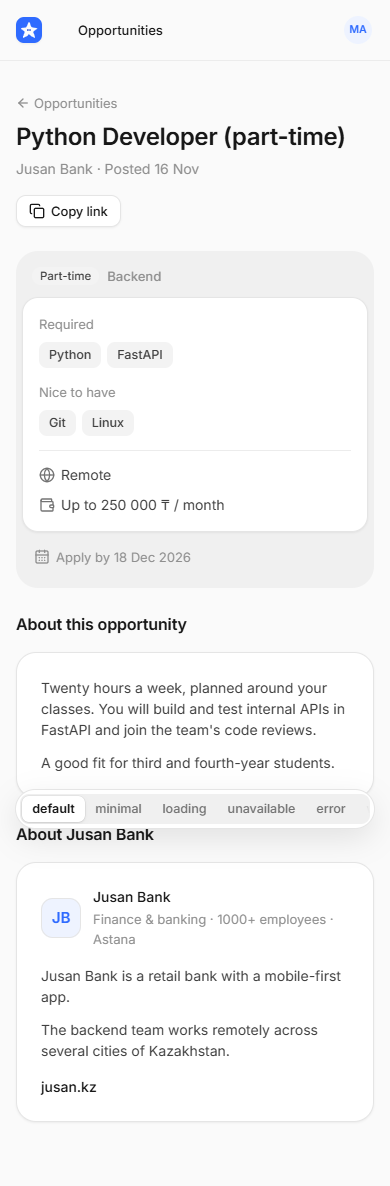 Opportunities
MA
← Opportunities
Python Developer (part-time)
Jusan Bank · Posted 16 Nov
Copy link
Part-time Backend
Required
Python FastAPI
Nice to have
Git Linux
Remote
Up to 250 000 ₸ / month
Apply by 18 Dec 2026
About this opportunity
Twenty hours a week, planned around your
classes. You will build and test internal APIs in
FastAPI and join the team's code reviews.
A good fit for third and fourth-year students.
default minimal loading unavailable error
About Jusan Bank
JB
Jusan Bank
Finance & banking · 1000+ employees ·
Astana
Jusan Bank is a retail bank with a mobile-first
app.
The backend team works remotely across
several cities of Kazakhstan.
jusan.kz